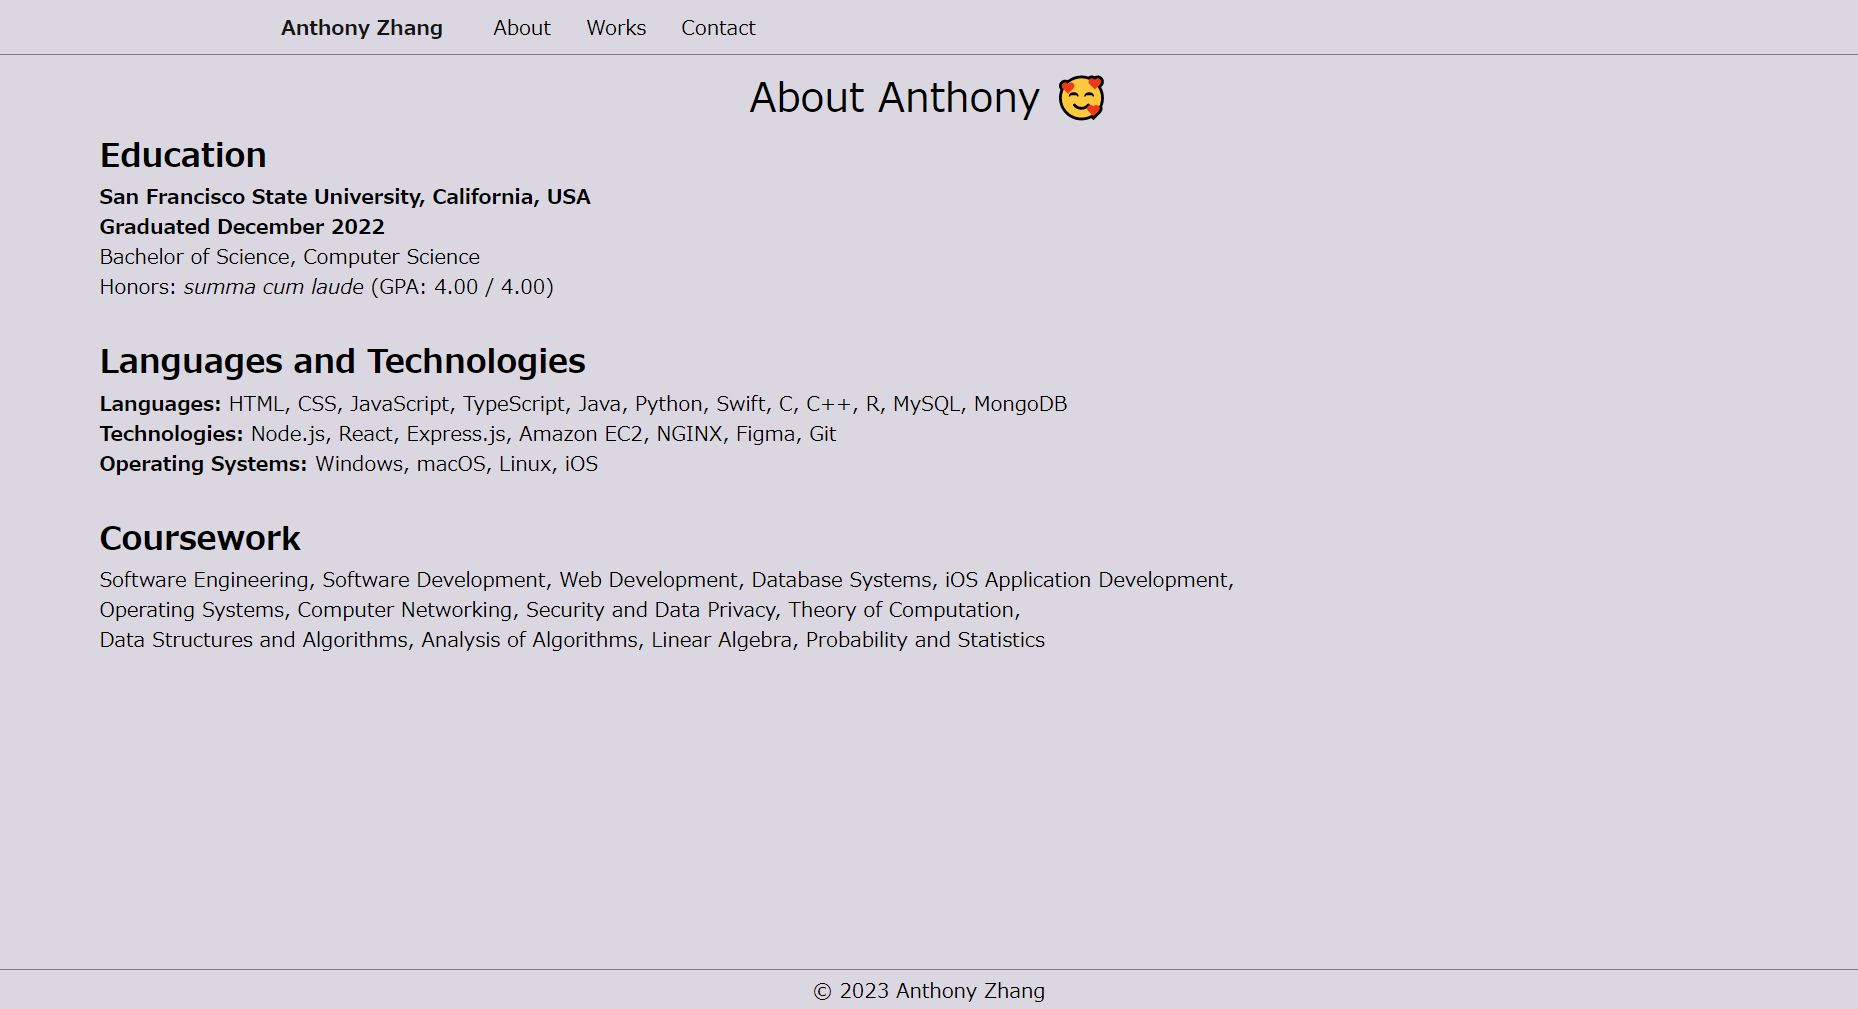 Anthony Zhang About Works Contact
About Anthony 🥰
Education
San Francisco State University, California, USA
Graduated December 2022
Bachelor of Science, Computer Science
Honors: summa cum laude (GPA: 4.00 / 4.00)
Languages and Technologies
Languages: HTML, CSS, JavaScript, TypeScript, Java, Python, Swift, C, C++, R, MySQL, MongoDB
Technologies: Node.js, React, Express.js, Amazon EC2, NGINX, Figma, Git
Operating Systems: Windows, macOS, Linux, iOS
Coursework
Software Engineering, Software Development, Web Development, Database Systems, iOS Application Development,
Operating Systems, Computer Networking, Security and Data Privacy, Theory of Computation,
Data Structures and Algorithms, Analysis of Algorithms, Linear Algebra, Probability and Statistics
© 2023 Anthony Zhang